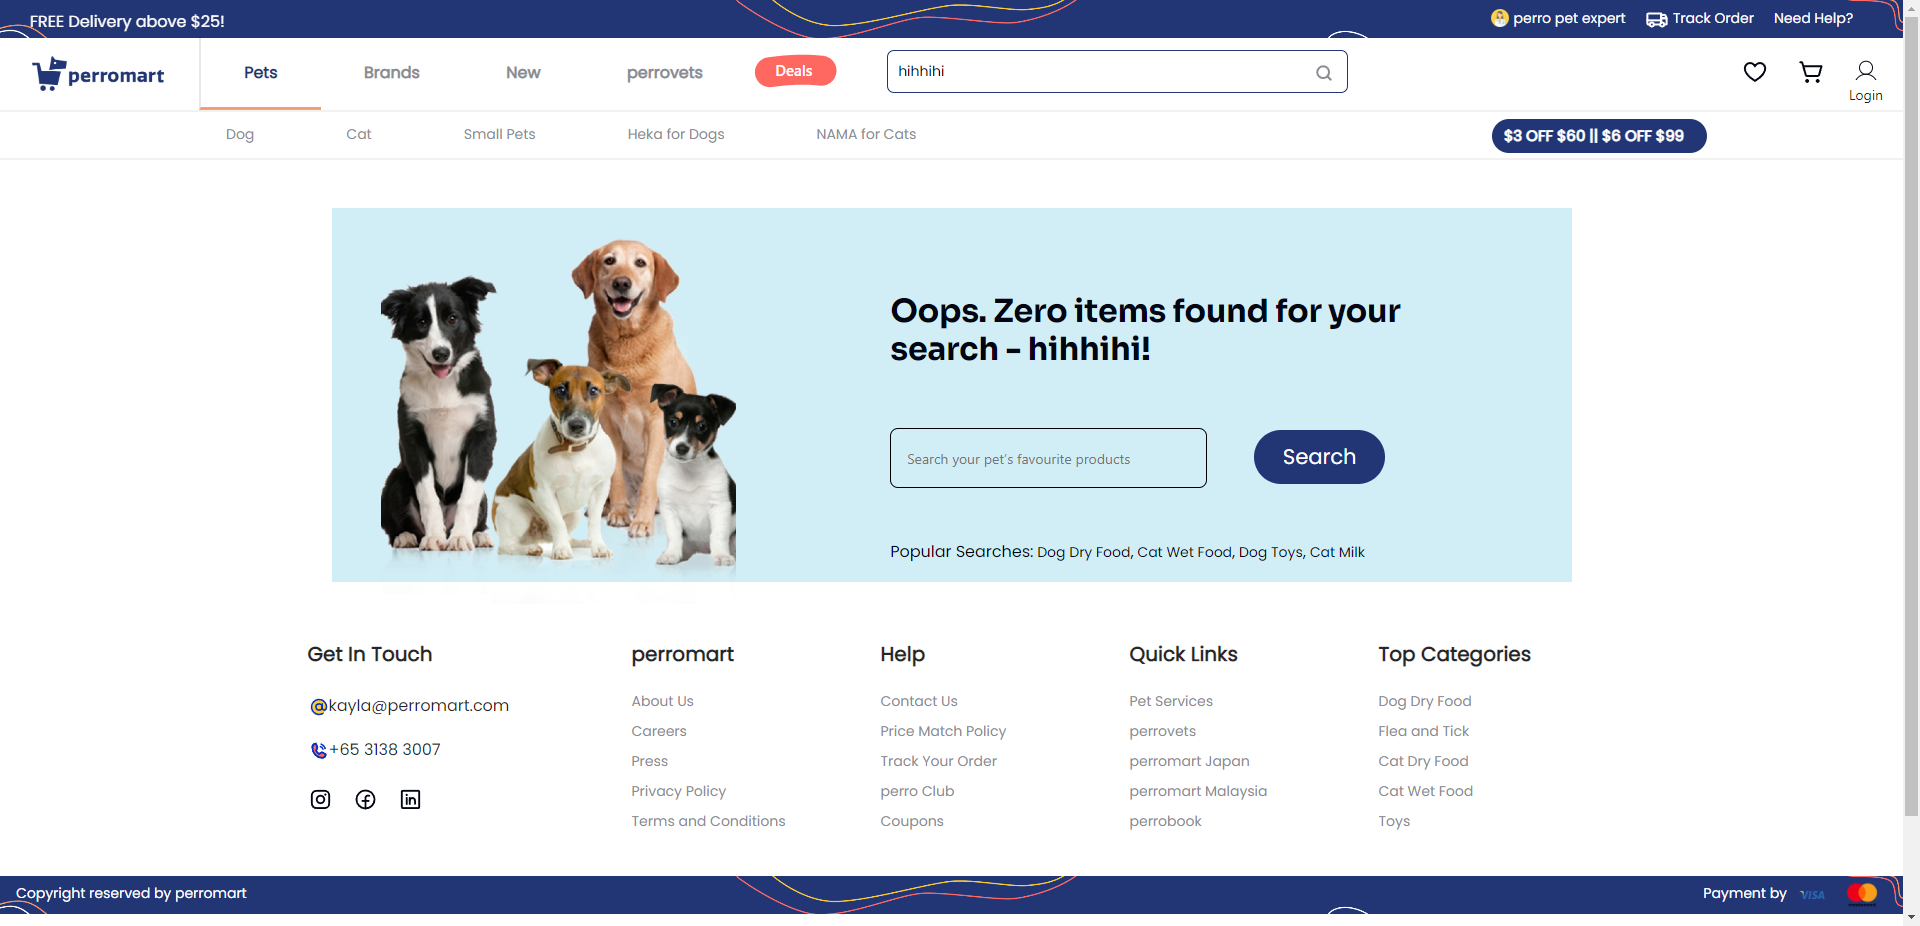 FREE Delivery above $25!
perro pet expert
Track Order
Need Help?
perromart
Pets
Brands
New
perrovets
Deals
hihhihi
Login
Dog
Cat
Small Pets
Heka for Dogs
NAMA for Cats
$3 OFF $60 || $6 OFF $99
Oops. Zero items found for your
search - hihhihi!
Search your pet's favourite products
Search
Popular Searches: Dog Dry Food, Cat Wet Food, Dog Toys, Cat Milk
Get In Touch
@kayla@perromart.com
+65 3138 3007
perromart
About Us
Careers
Press
Privacy Policy
Terms and Conditions
Help
Contact Us
Price Match Policy
Track Your Order
perro Club
Coupons
Quick Links
Pet Services
perrovets
perromart Japan
perromart Malaysia
perrobook
Top Categories
Dog Dry Food
Flea and Tick
Cat Dry Food
Cat Wet Food
Toys
Copyright reserved by perromart
Payment by
VISA